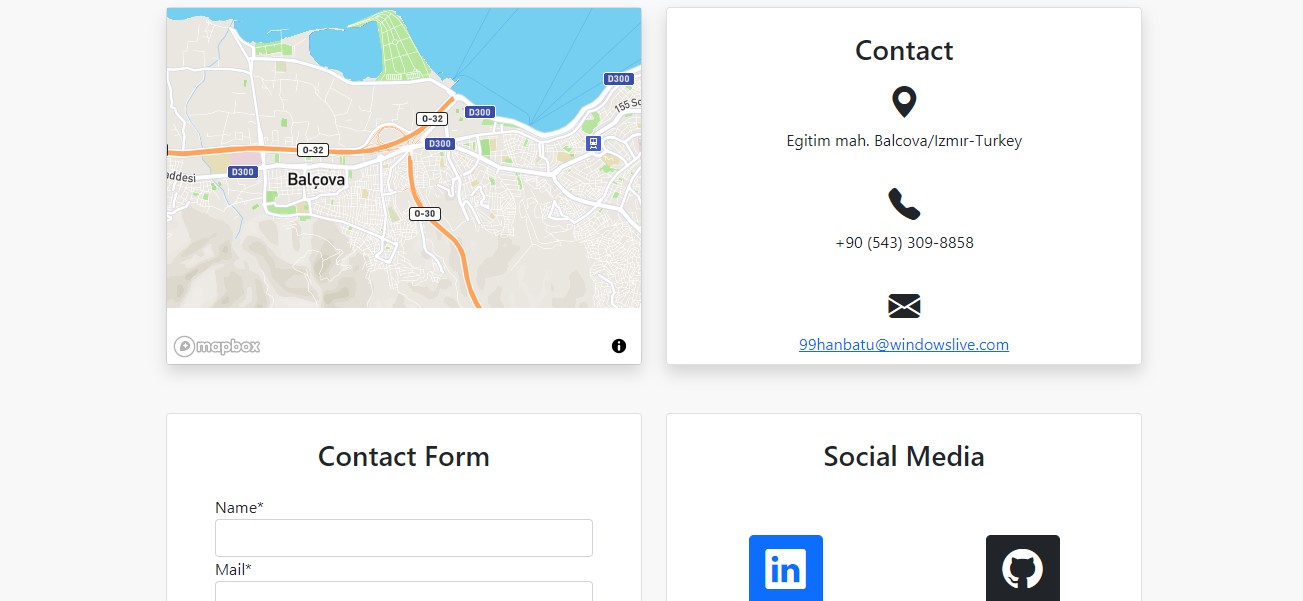 D300
155 So
D300
O-32
D300
O-32
D300
addesi
Balçova
O-30
mapbox
Contact
Egitim mah. Balcova/Izmır-Turkey
+90 (543) 309-8858
99hanbatu@windowslive.com
Contact Form
Name*
Mail*
Social Media
in